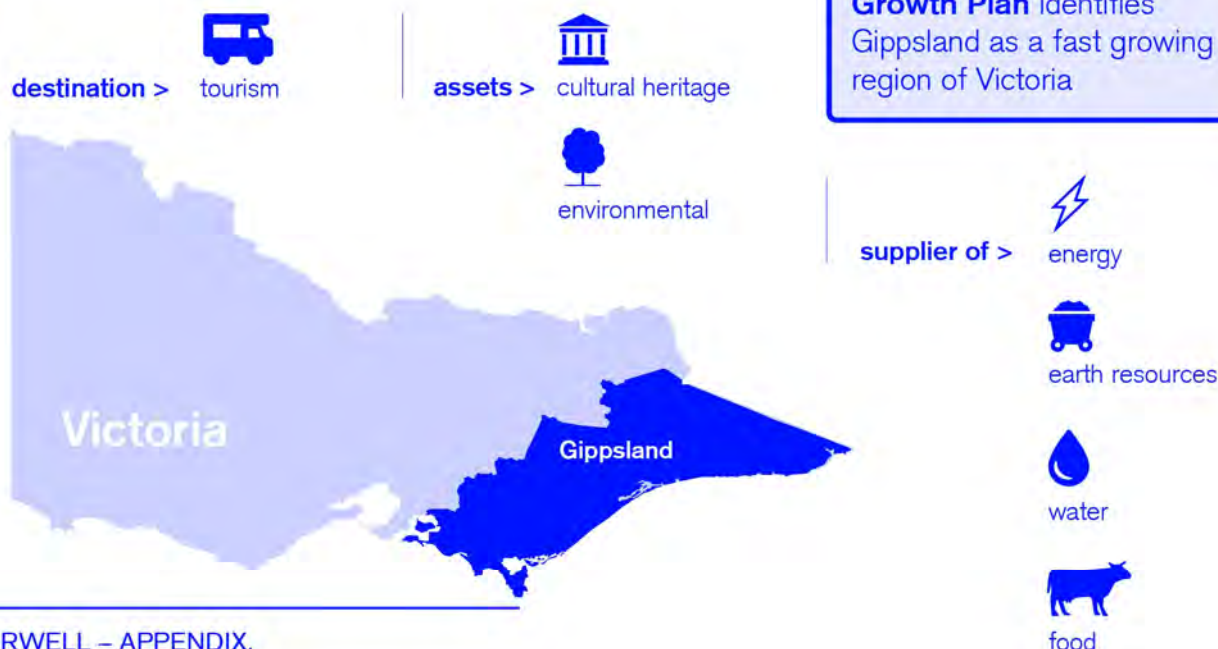 destination > tourism
assets > cultural heritage
environmental
Growth Plan identifies
Gippsland as a fast growing
region of Victoria
supplier of > energy
earth resources
water
food
Victoria
Gippsland
RWELL – APPENDIX.